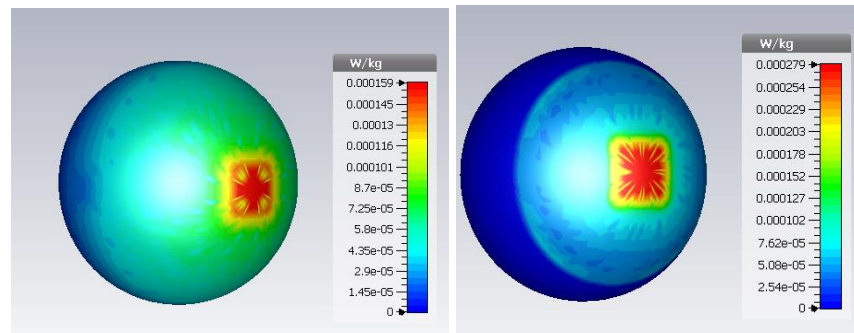 W/kg
0.000159
0.000145
0.00013
0.000116
0.000101
8.7e-05
7.25e-05
5.8e-05
4.35e-05
2.9e-05
1.45e-05
0
W/kg
0.000279
0.000254
0.000229
0.000203
0.000178
0.000152
0.000127
0.000102
7.62e-05
5.08e-05
2.54e-05
0